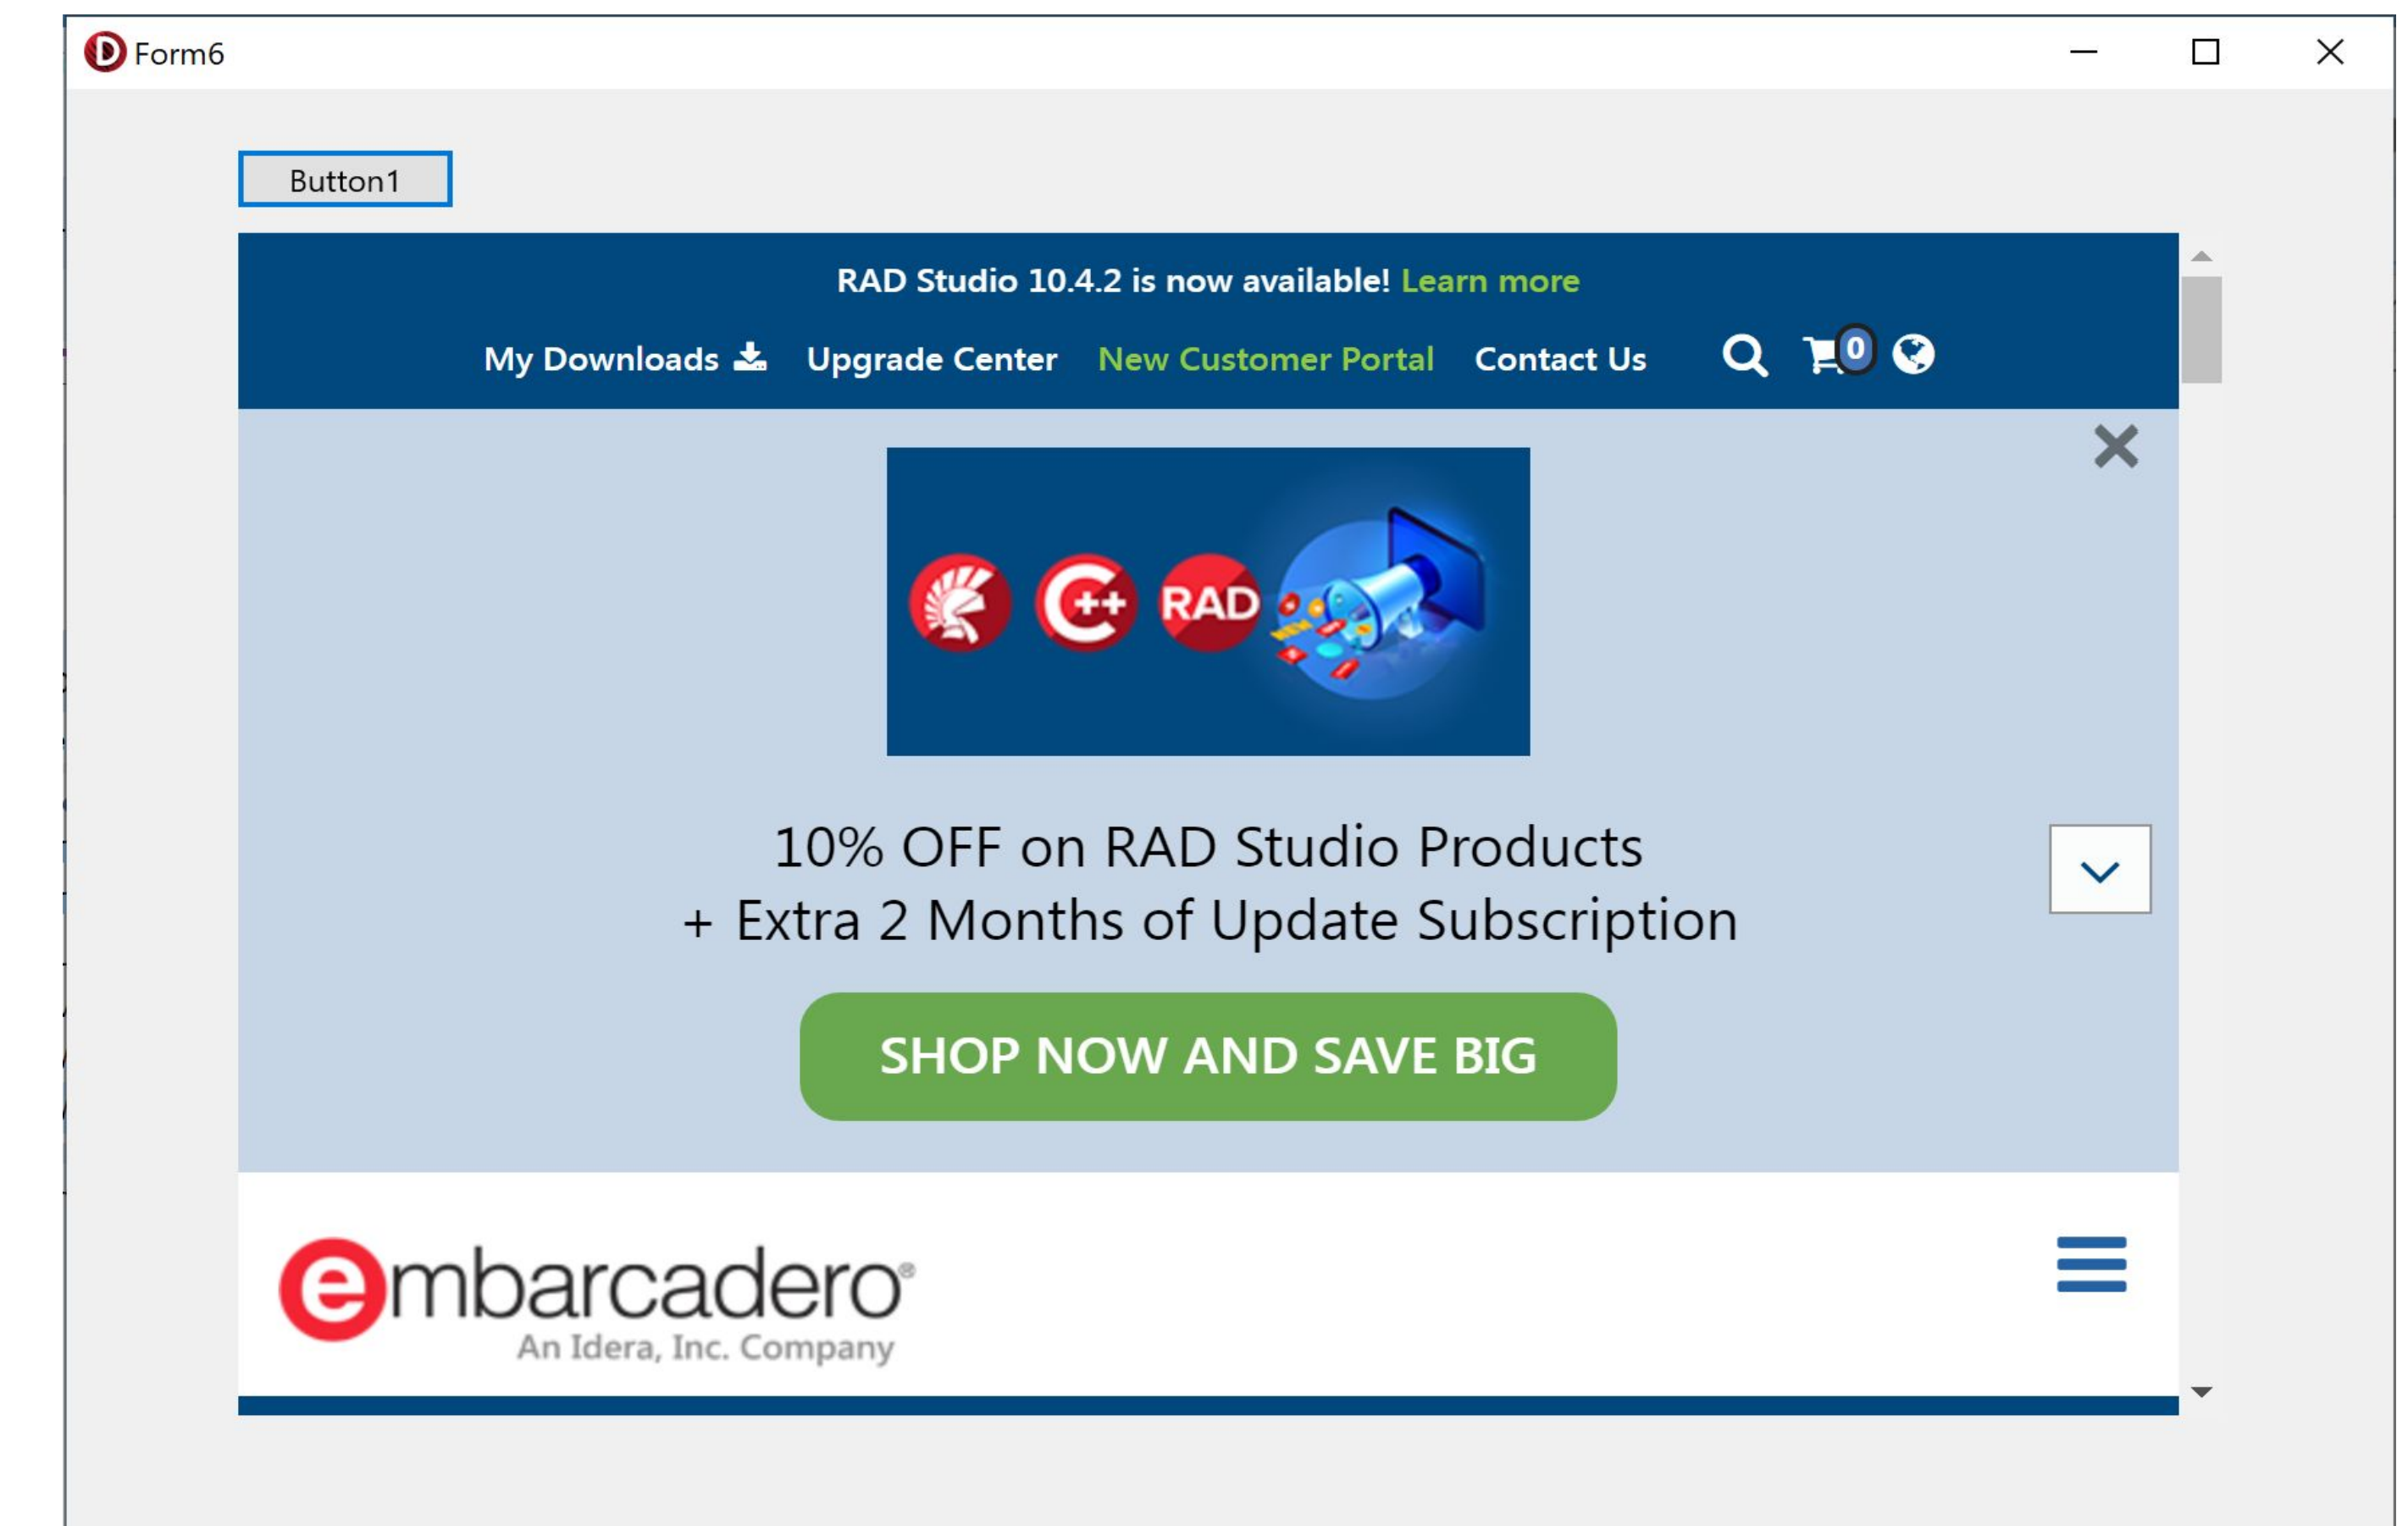 Form6
Button1
RAD Studio 10.4.2 is now available! Learn more
My Downloads Upgrade Center New Customer Portal Contact Us 0
C++ RAD
10% OFF on RAD Studio Products
+ Extra 2 Months of Update Subscription
SHOP NOW AND SAVE BIG
embarcadero®
An Idera, Inc. Company